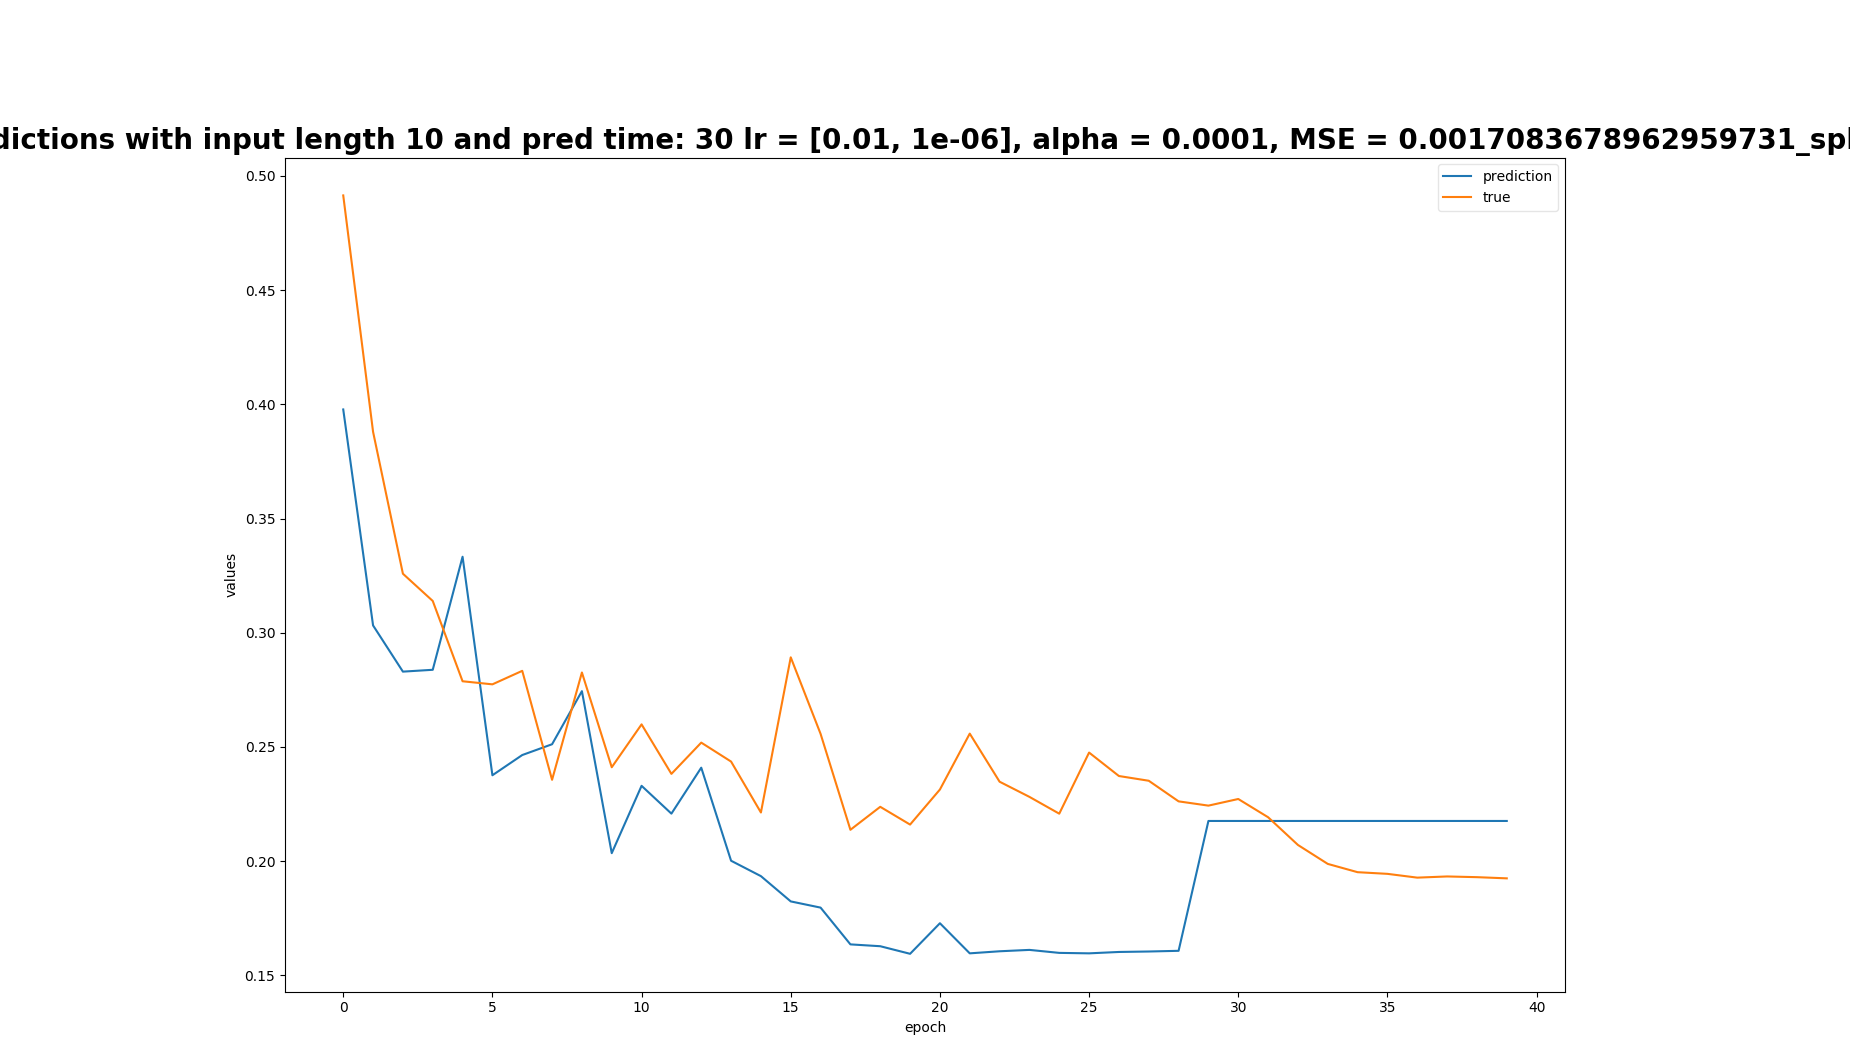 dictions with input length 10 and pred time: 30 lr = [0.01, 1e-06], alpha = 0.0001, MSE = 0.0017083678962959731_spl
prediction
true
0.50
0.45
0.40
0.35
0.30
0.25
0.20
0.15
values
0 5 10 15 20 25 30 35 40
epoch